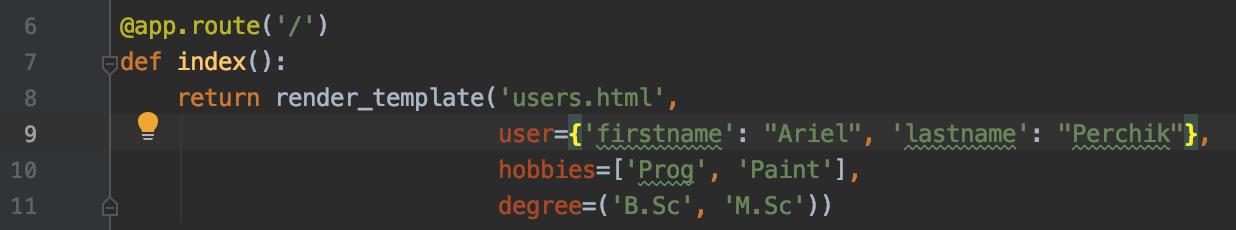 6 @app.route('/')
7 def index():
8 return render_template('users.html',
9 user={'firstname': "Ariel", 'lastname': "Perchik"},
10 hobbies=['Prog', 'Paint'],
11 degree=('B.Sc', 'M.Sc'))